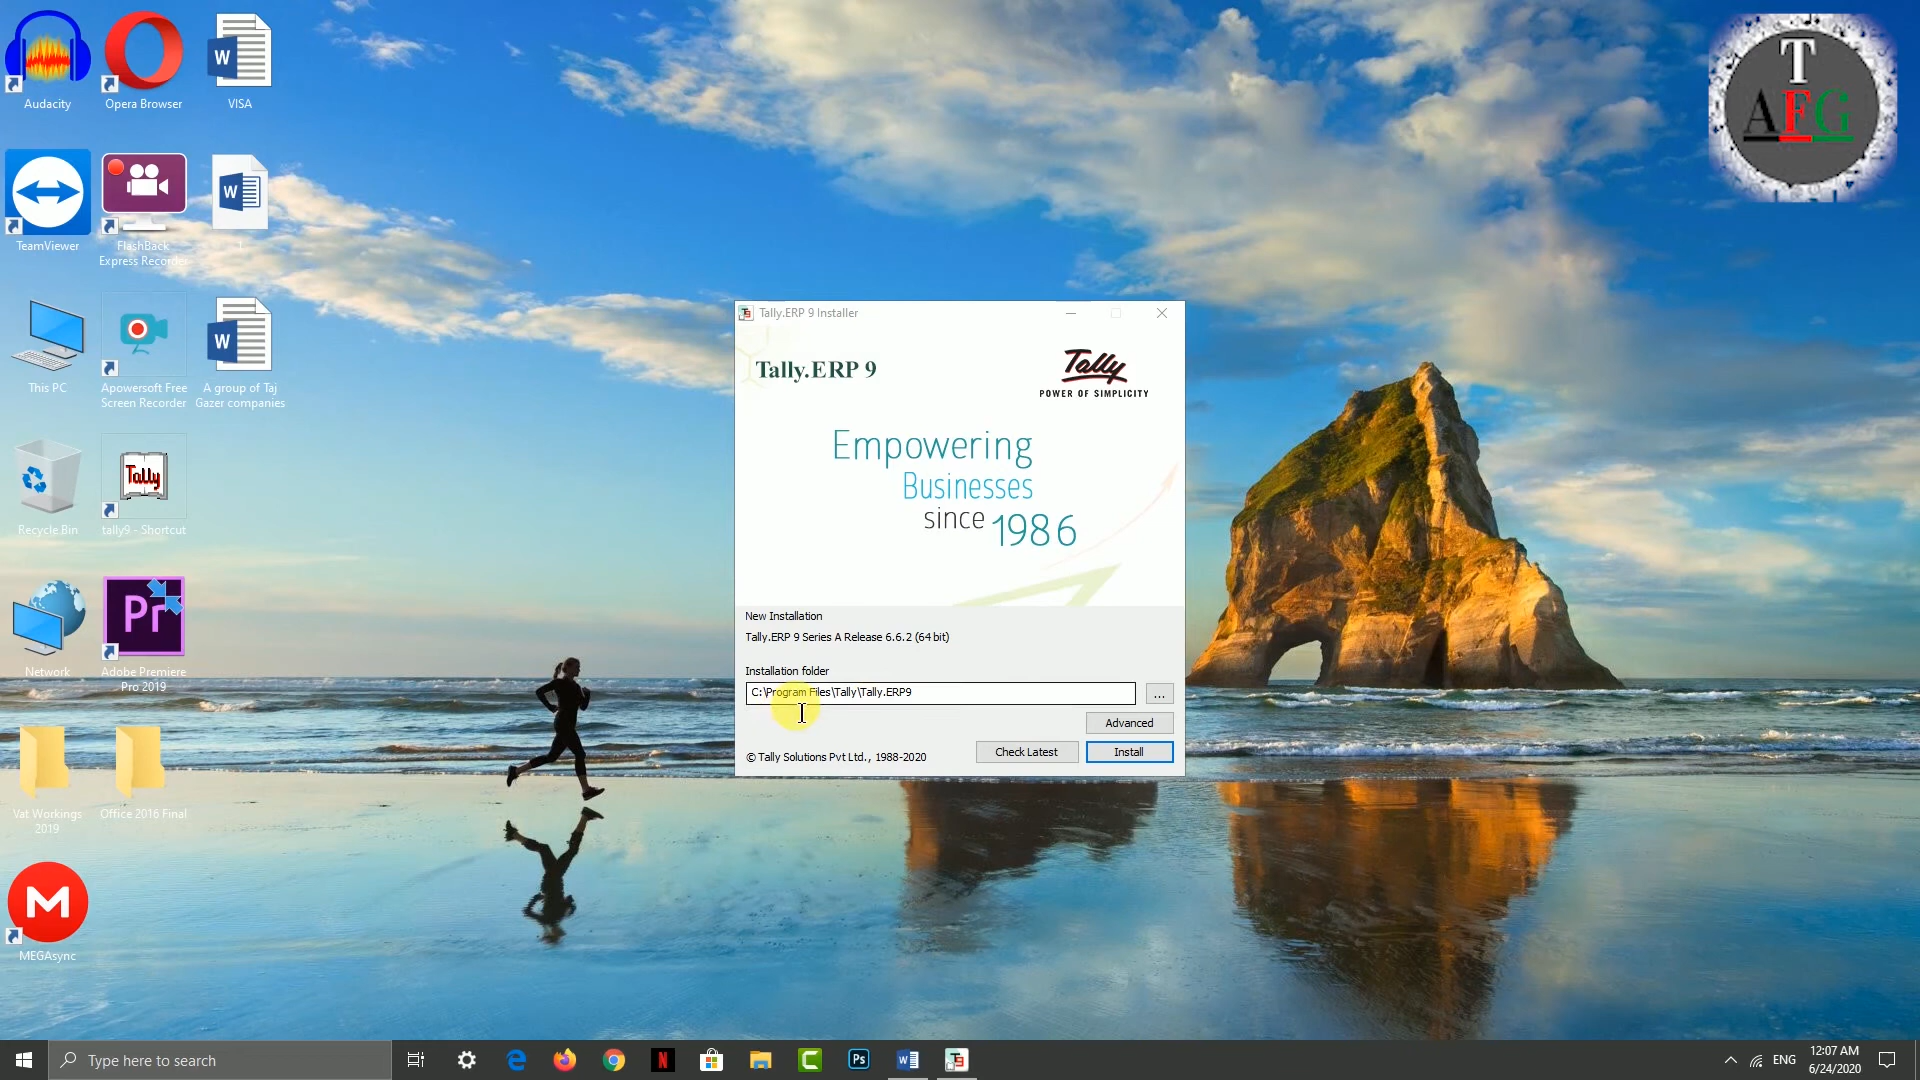 Audacity
Opera Browser
W
VISA
TeamViewer
FlashBack
Express Recorder
W
1
This PC
Apowersoft Free
Screen Recorder
W
A group of Taj
Gazer companies
Recycle Bin
Tally
tally9 - Shortcut
Network
Pr
Adobe Premiere
Pro 2019
Vat Workings
2019
Office 2016 Final
M
MEGAsync
T
AFG
Tally.ERP 9 Installer
Tally.ERP 9
Tally
POWER OF SIMPLICITY
Empowering
Businesses
since 1986
New Installation
Tally.ERP 9 Series A Release 6.6.2 (64 bit)
Installation folder
C:\Program Files\Tally\Tally.ERP9
...
Advanced
© Tally Solutions Pvt Ltd., 1988-2020
Check Latest
Install
Type here to search
N
Ps
W
ENG
12:07 AM
6/24/2020